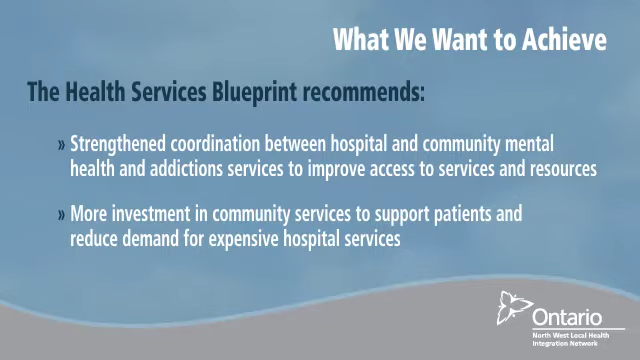 What We Want to Achieve
The Health Services Blueprint recommends:
» Strengthened coordination between hospital and community mental
health and addictions services to improve access to services and resources
» More investment in community services to support patients and
reduce demand for expensive hospital services
Ontario
North West Local Health
Integration Network